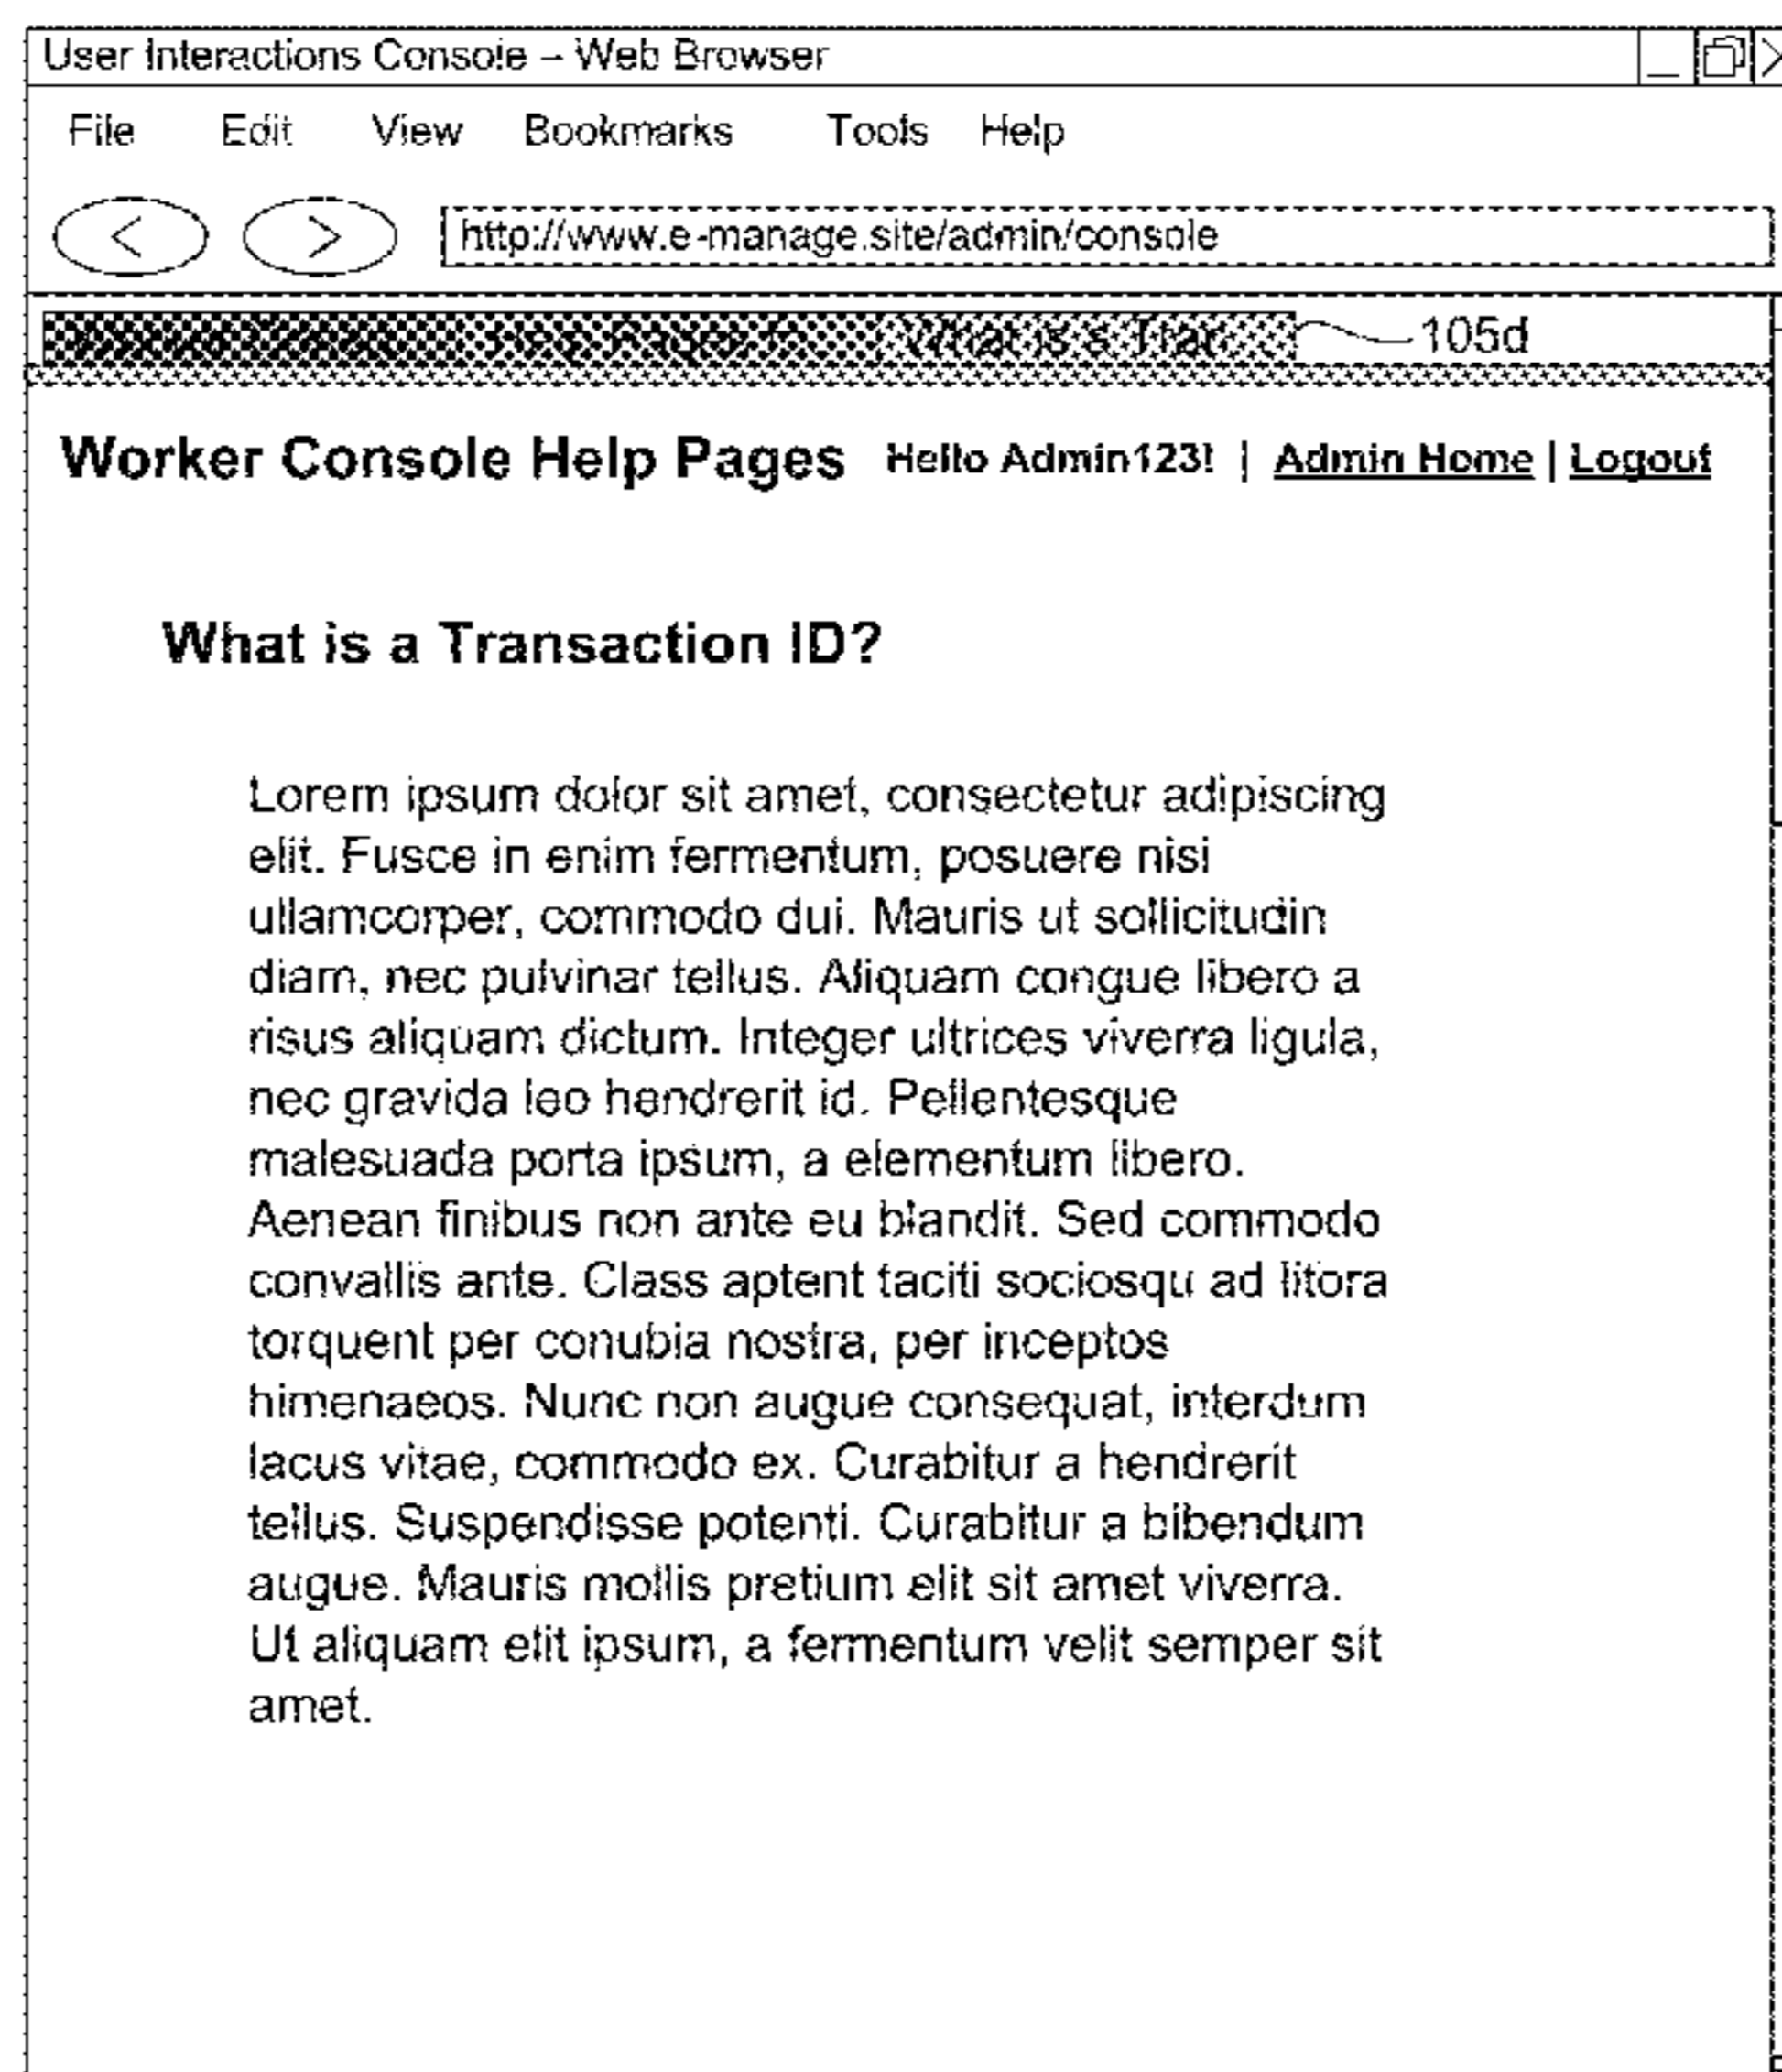 User Interactions Console – Web Browser
File Edit View Bookmarks Tools Help
http://www.e-manage.site/admin/console
What is a Tran
105d
Worker Console Help Pages Hello Admin123! | Admin Home | Logout
What is a Transaction ID?
Lorem ipsum dolor sit amet, consectetur adipiscing
elit. Fusce in enim fermentum, posuere nisi
ullamcorper, commodo dui. Mauris ut sollicitudin
diam, nec pulvinar tellus. Aliquam congue libero a
risus aliquam dictum. Integer ultrices viverra ligula,
nec gravida leo hendrerit id. Pellentesque
malesuada porta ipsum, a elementum libero.
Aenean finibus non ante eu blandit. Sed commodo
convallis ante. Class aptent taciti sociosqu ad litora
torquent per conubia nostra, per inceptos
himenaeos. Nunc non augue consequat, interdum
lacus vitae, commodo ex. Curabitur a hendrerit
tellus. Suspendisse potenti. Curabitur a bibendum
augue. Mauris mollis pretium elit sit amet viverra.
Ut aliquam elit ipsum, a fermentum velit semper sit
amet.